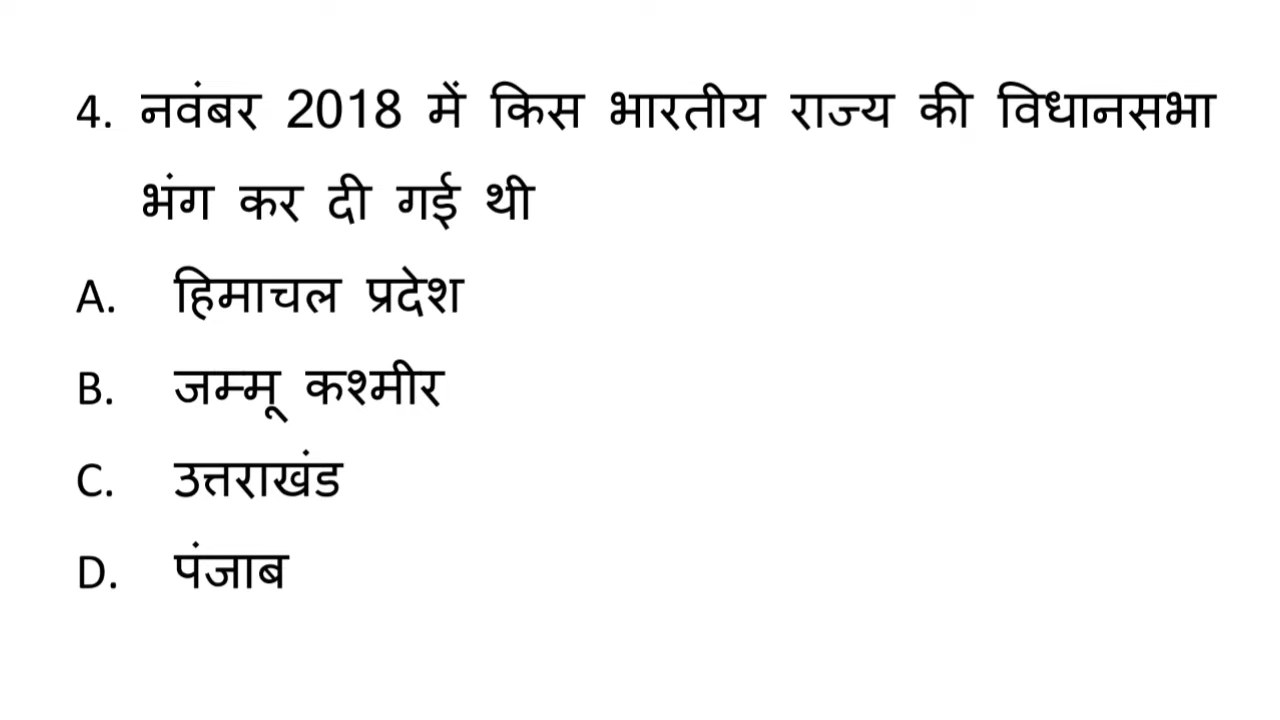 4. नवंबर 2018 में किस भारतीय राज्य की विधानसभा
भंग कर दी गई थी
A. हिमाचल प्रदेश
B. जम्मू कश्मीर
C. उत्तराखंड
D. पंजाब